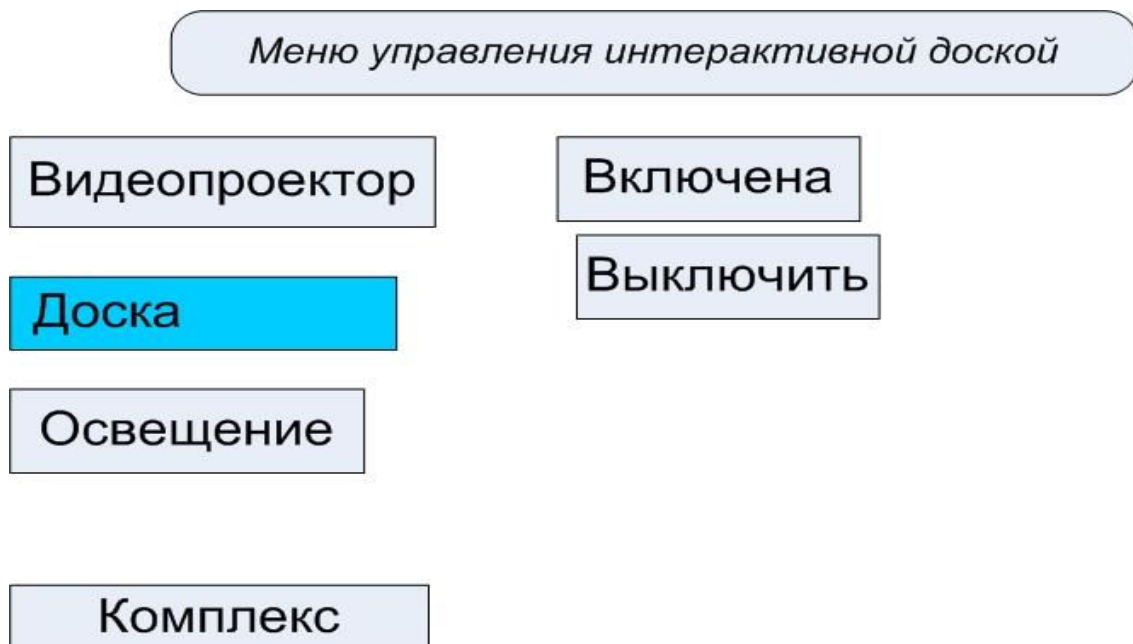 Меню управления интерактивной доской
Видеопроектор
Включена
Выключить
Доска
Освещение
Комплекс